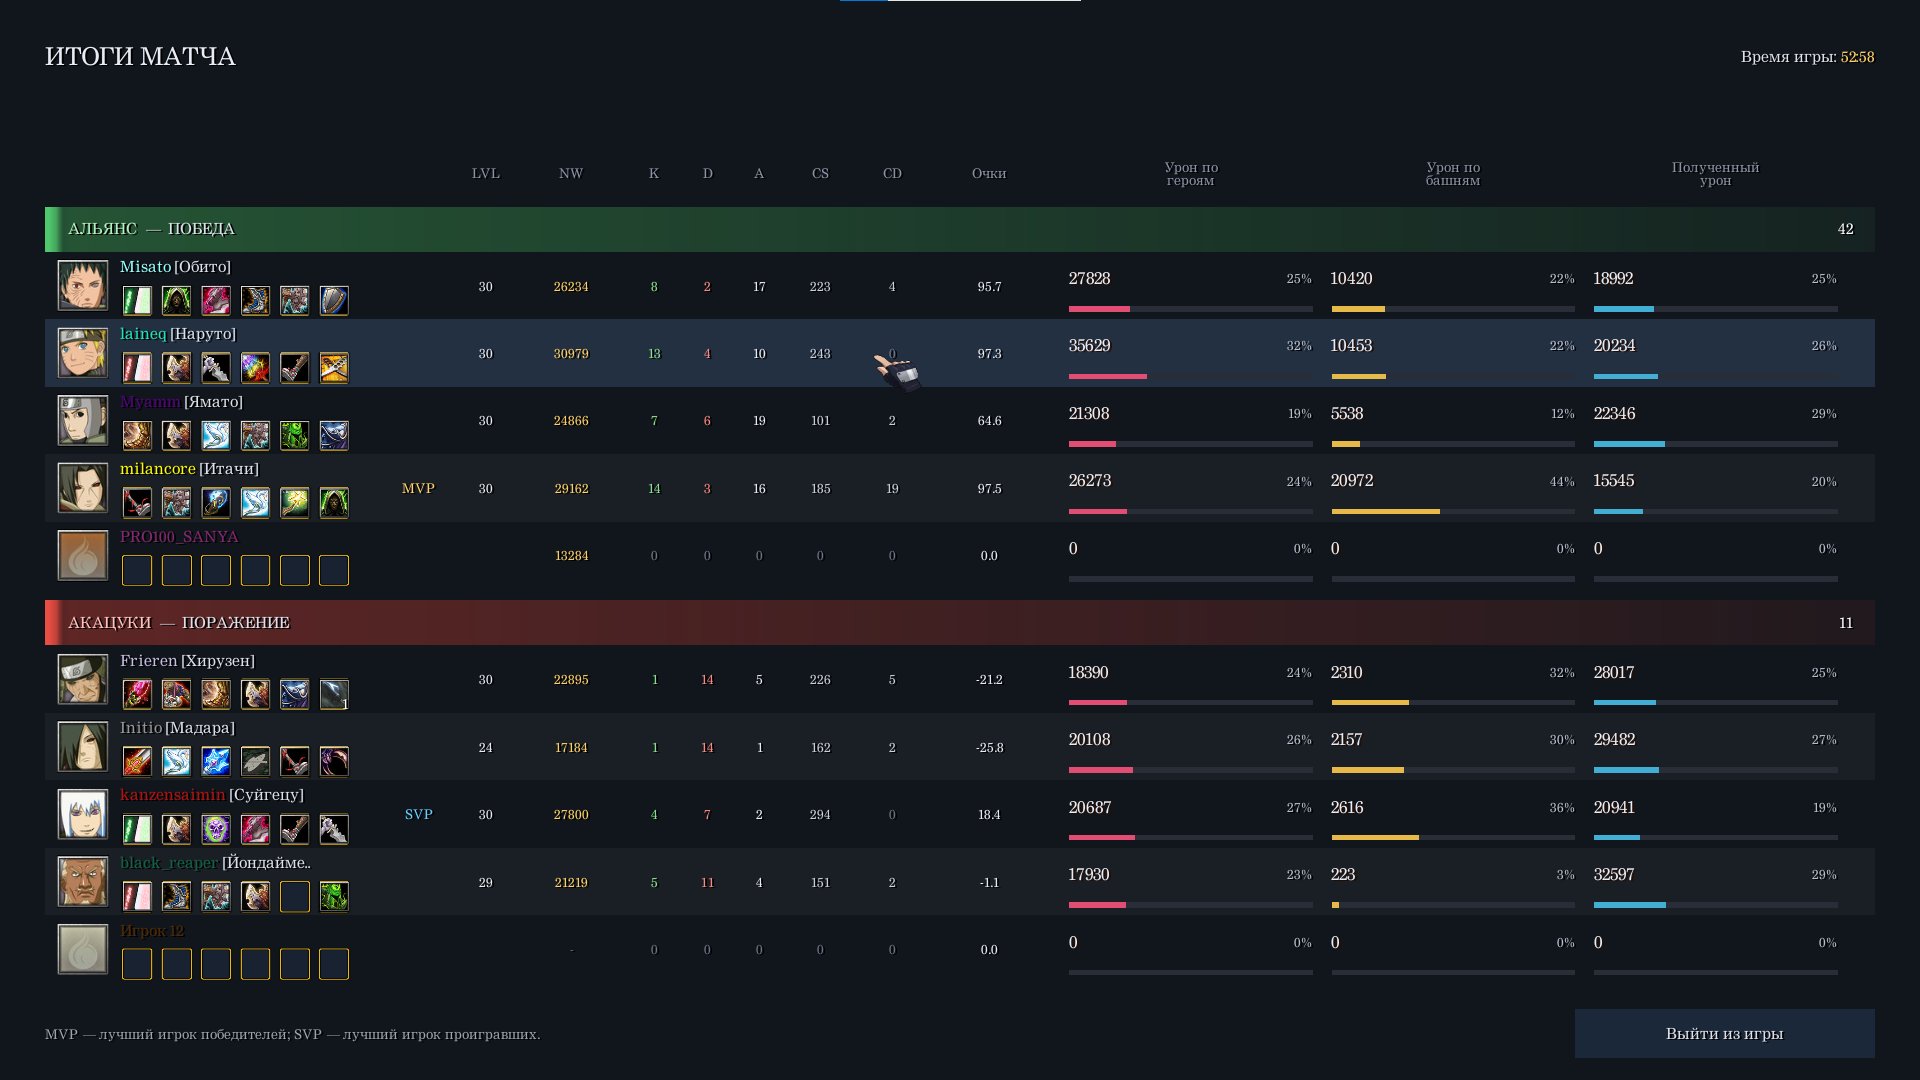 ИТОГИ МАТЧА
Время игры: 52:58
LVL NW K D A CS CD Очки Урон по героям Урон по башням Полученный урон
АЛЬЯНС — ПОБЕДА 42
Misato [Обито] 30 26234 8 2 17 223 4 95.7 27828 25% 10420 22% 18992 25%
laineq [Наруто] 30 30979 13 4 10 243 0 97.3 35629 32% 10453 22% 20234 26%
Myamm [Ямато] 30 24866 7 6 19 101 2 64.6 21308 19% 5538 12% 22346 29%
milancore [Итачи] MVP 30 29162 14 3 16 185 19 97.5 26273 24% 20972 44% 15545 20%
PRO100_SANYA 13284 0 0 0 0 0 0.0 0 0% 0 0% 0 0%
АКАЦУКИ — ПОРАЖЕНИЕ 11
Frieren [Хирузен] 1 30 22895 1 14 5 226 5 -21.2 18390 24% 2310 32% 28017 25%
Initio [Мадара] 24 17184 1 14 1 162 2 -25.8 20108 26% 2157 30% 29482 27%
kanzensaimin [Суйгецу] SVP 30 27800 4 7 2 294 0 18.4 20687 27% 2616 36% 20941 19%
black_reaper [Йондайме.. 29 21219 5 11 4 151 2 -1.1 17930 23% 223 3% 32597 29%
Игрок 12 - 0 0 0 0 0 0.0 0 0% 0 0% 0 0%
MVP — лучший игрок победителей; SVP — лучший игрок проигравших.
Выйти из игры